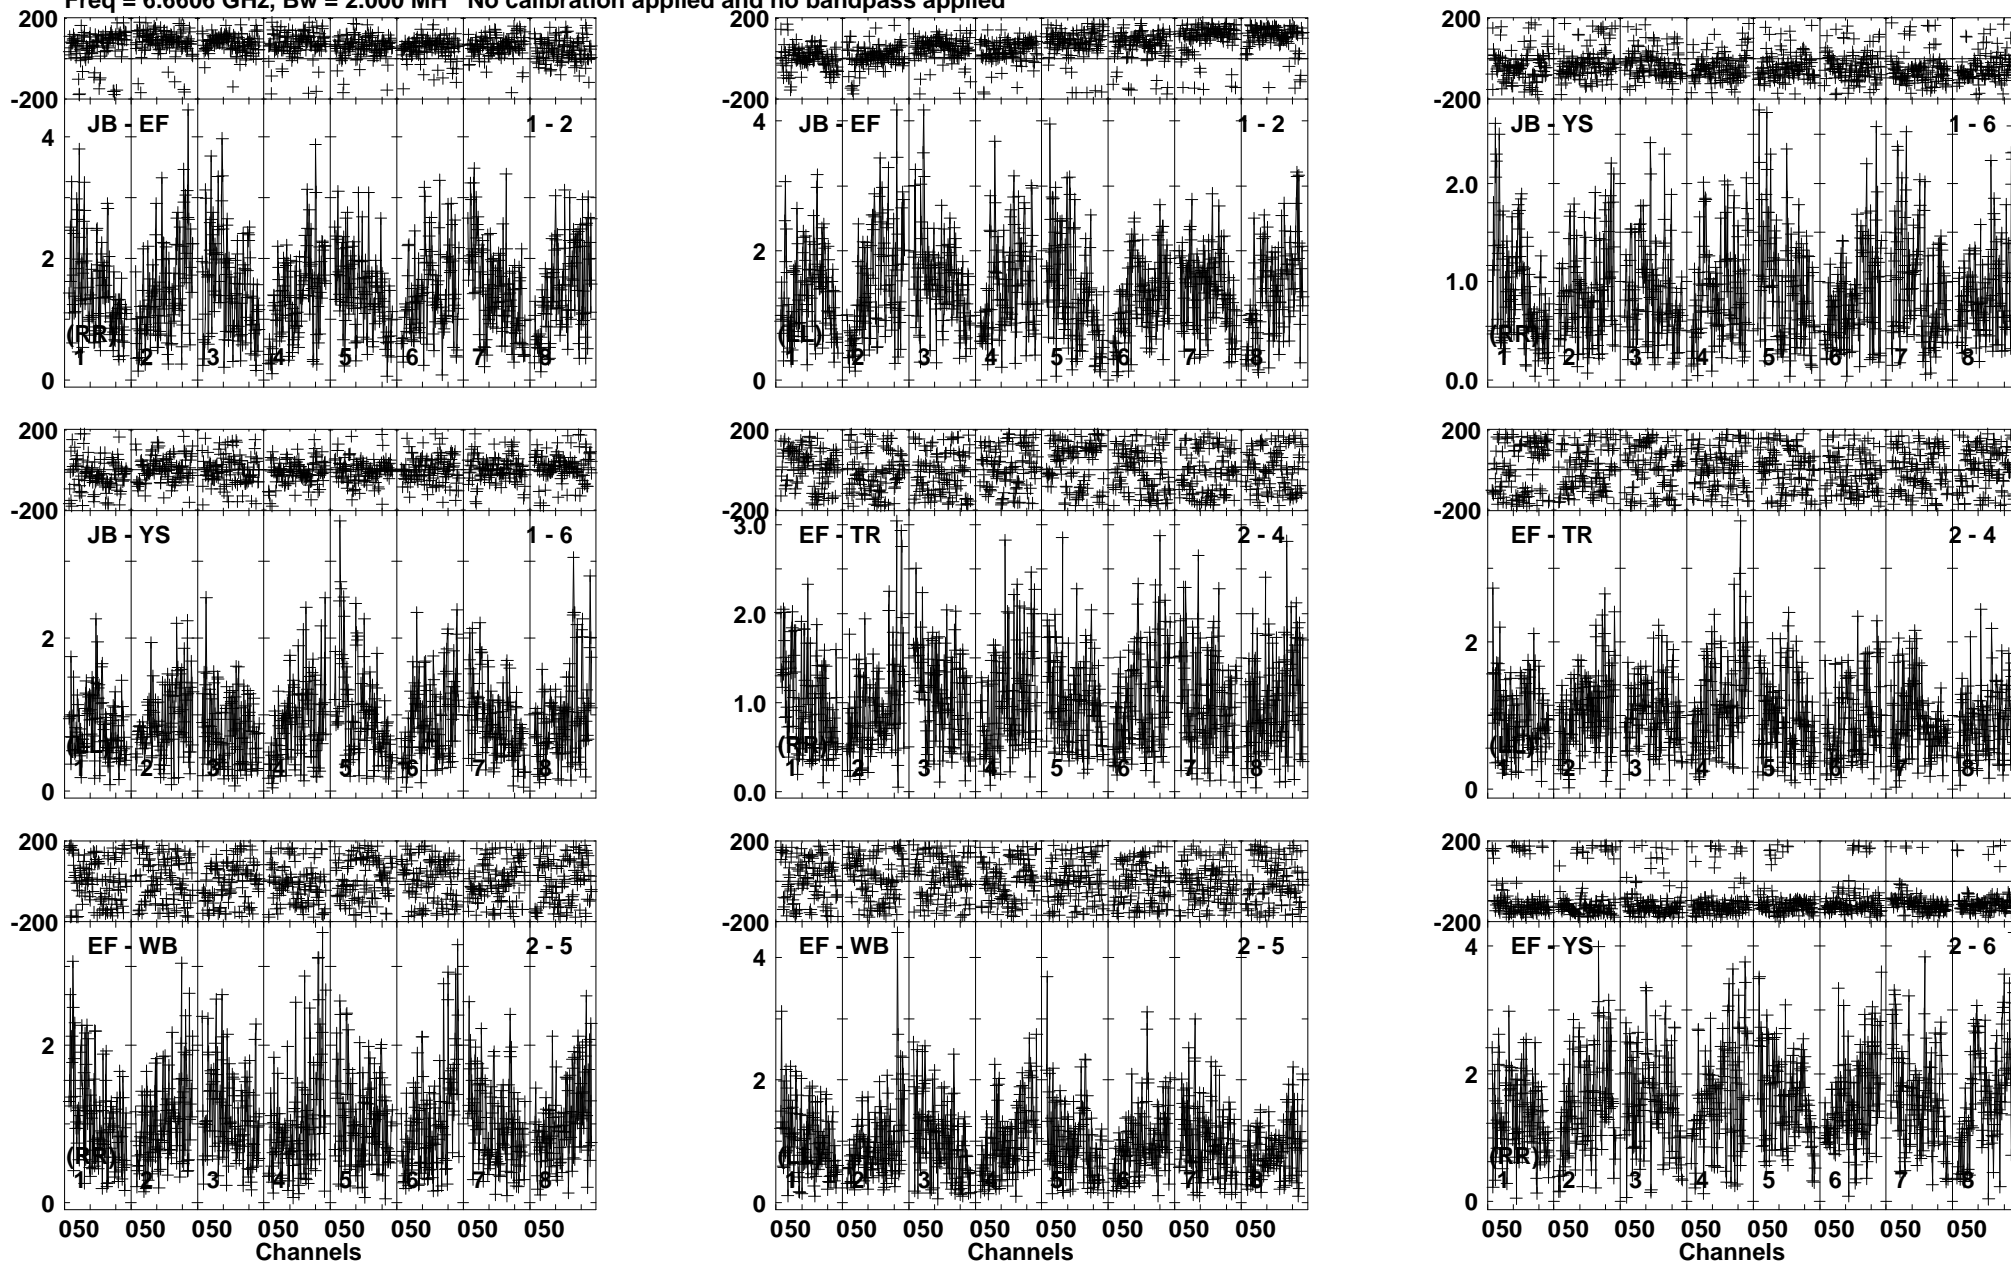 Freq = 6.6606 GHz, Bw = 2.000 MH No calibration applied and no bandpass applied
200 200 200
-200 -200 -200
JB - EF 1 - 2 JB - EF 1 - 2 JB - YS 1 - 6
4 4
2.0
2 2
1.0
(RR) (LL) (RR)
1 2 3 4 5 6 7 8 1 2 3 4 5 6 7 8 1 2 3 4 5 6 7 8
0 0 0.0
200 200 200
-200 -200 -200
JB - YS 1 - 6 EF - TR 2 - 4 EF - TR 2 - 4
3.0
2 2.0 2
1.0
(LL) (RR) (LL)
1 2 3 4 5 6 7 8 1 2 3 4 5 6 7 8 1 2 3 4 5 6 7 8
0 0.0 0
200 200 200
-200 -200 -200
EF - WB 2 - 5 EF - WB 2 - 5 EF - YS 2 - 6
4 4
2 2 2
(RR) (LL) (RR)
1 2 3 4 5 6 7 8 1 2 3 4 5 6 7 8 1 2 3 4 5 6 7 8
0 0 0
050 050 050 050 050 050 050 050 050 050 050 050 050 050 050 050 050 050 050 050 050 050 050 050
Channels Channels Channels